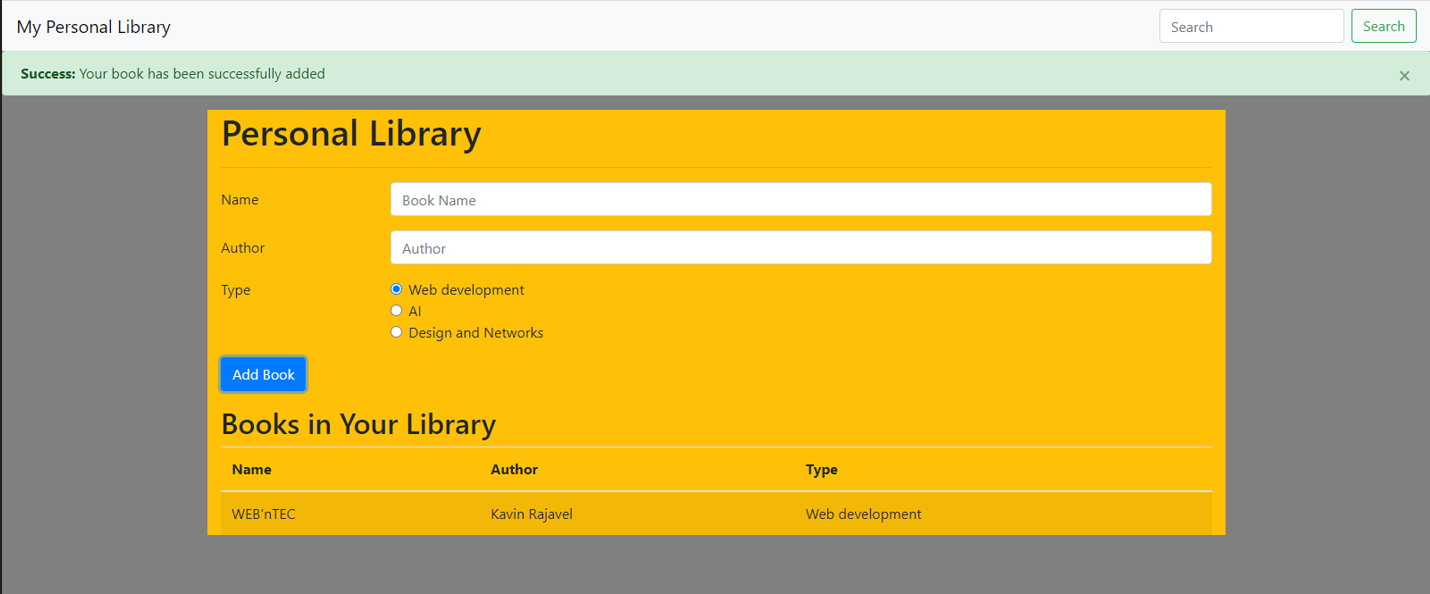 My Personal Library Search Search
Success: Your book has been successfully added ×
Personal Library
Name Book Name
Author Author
Type Web development
AI
Design and Networks
Add Book
Books in Your Library
Name Author Type
WEB'nTEC Kavin Rajavel Web development